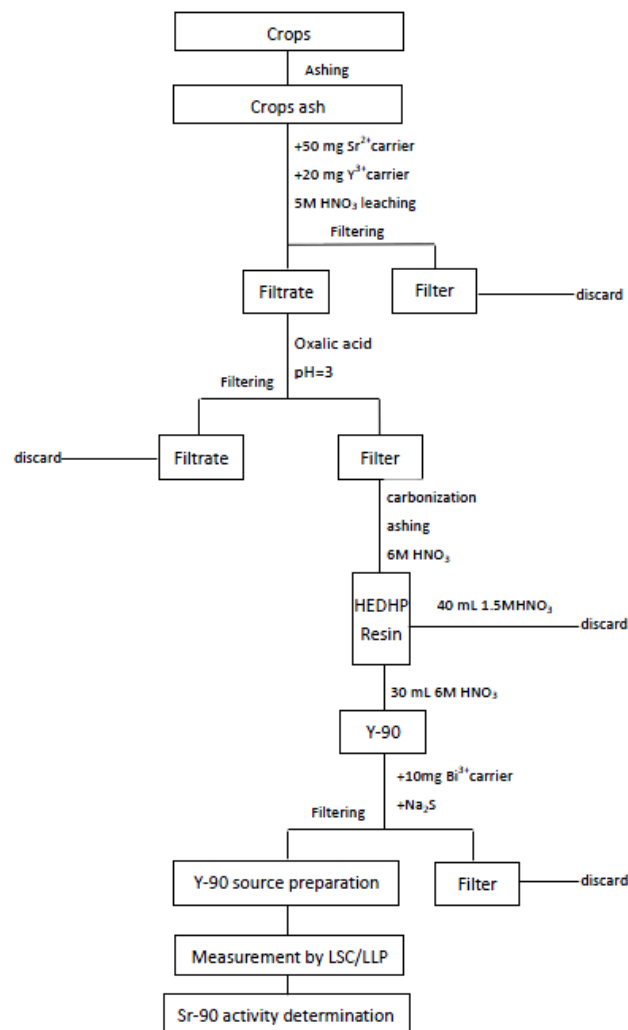 Crops
Ashing
Crops ash
+50 mg Sr²⁺carrier
+20 mg Y³⁺carrier
5M HNO₃ leaching
Filtering
Filtrate
Filter
discard
Oxalic acid
pH=3
Filtering
discard
Filtrate
Filter
carbonization
ashing
6M HNO₃
HEDHP
Resin
40 mL 1.5MHNO₃
discard
30 mL 6M HNO₃
Y-90
+10mg Bi³⁺carrier
+Na₂S
Filtering
Y-90 source preparation
Filter
discard
Measurement by LSC/LLP
Sr-90 activity determination